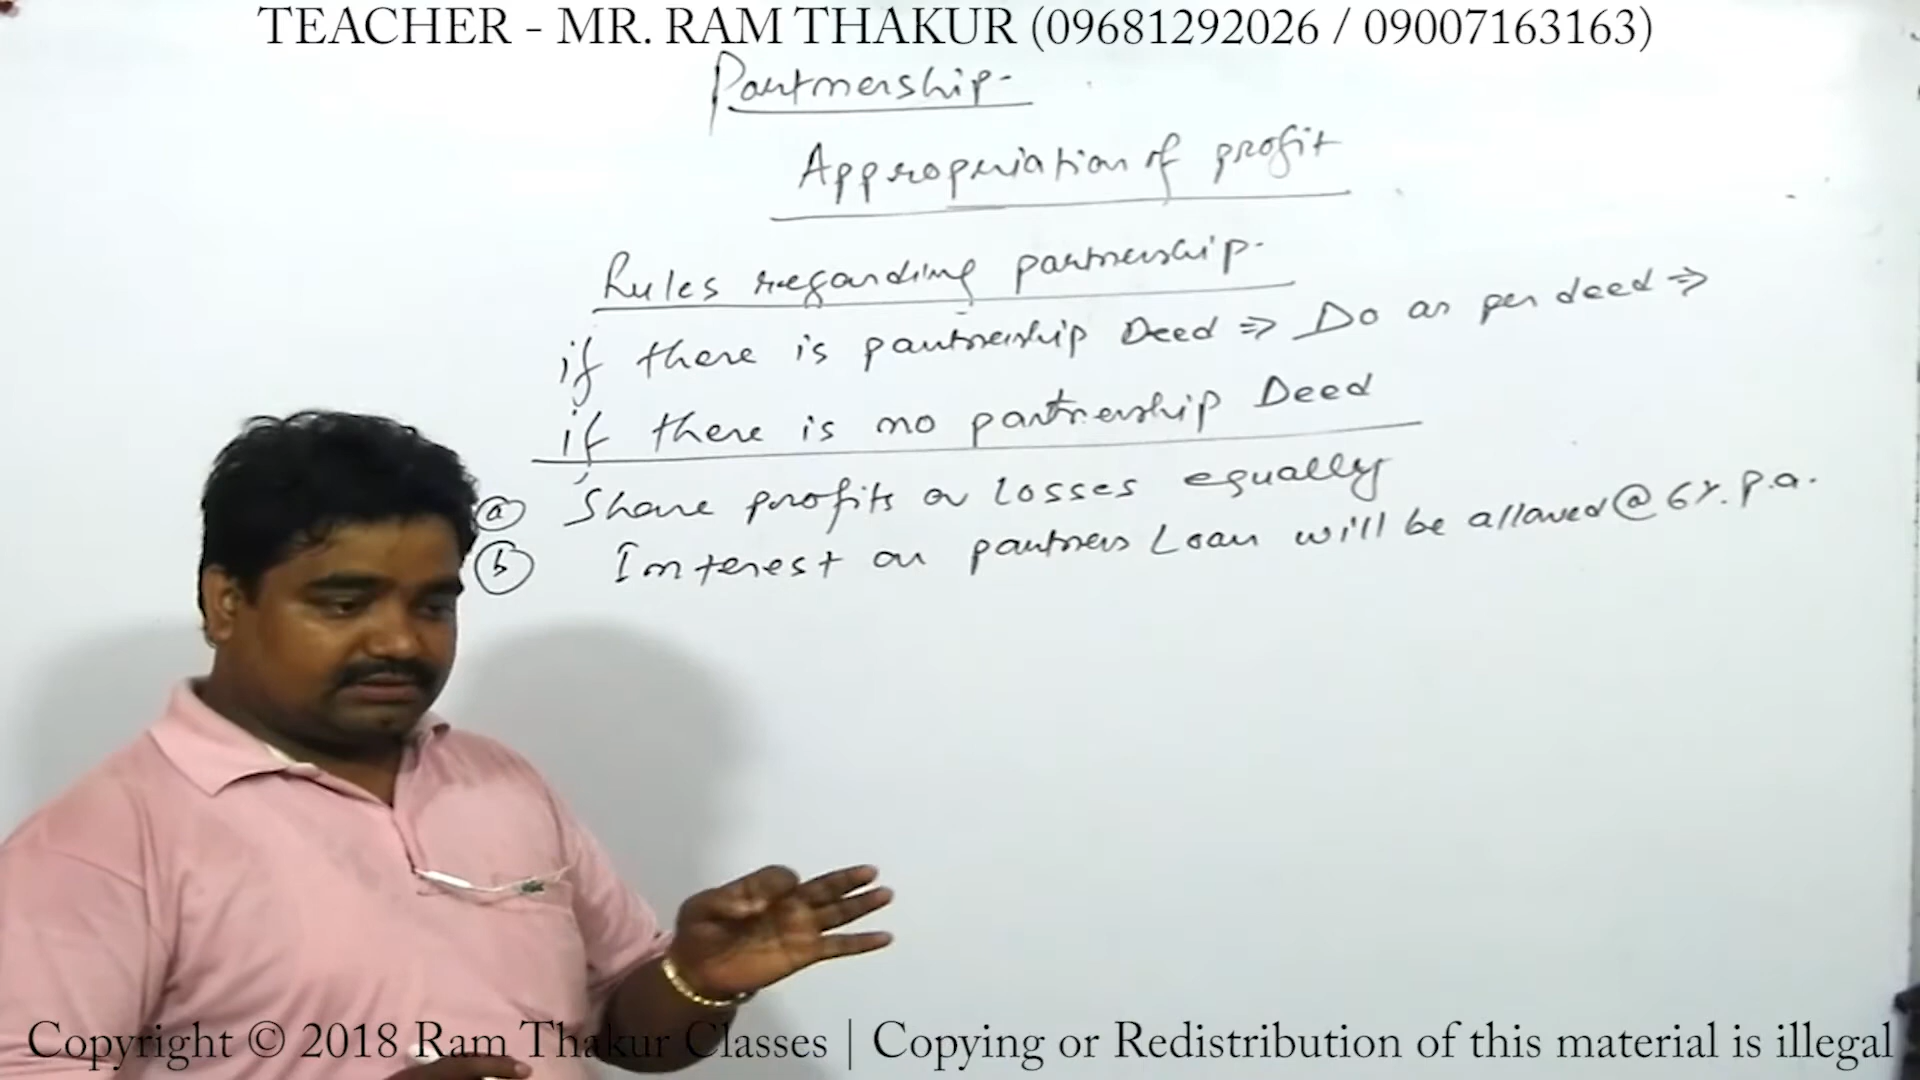 TEACHER - MR. RAM THAKUR (09681292026 / 09007163163)
Partnership-
Appropriation of profit
Rules regarding partnership-
if there is partnership Deed ⇒ Do as per deed ⇒
if there is no partnership Deed
(a) Share profits or losses equally
(b) Interest on partners Loan will be allowed @ 6%. p.a.
Copyright © 2018 Ram Thakur Classes | Copying or Redistribution of this material is illegal